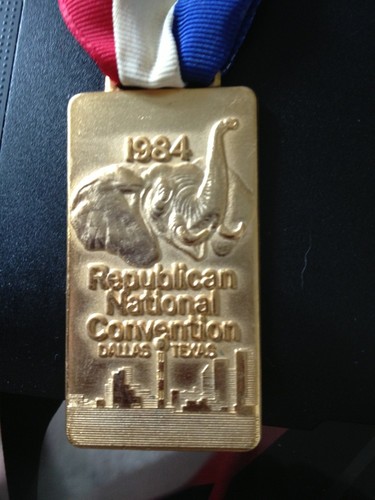 1984
Republican
National
Convention
DALLAS TEXAS